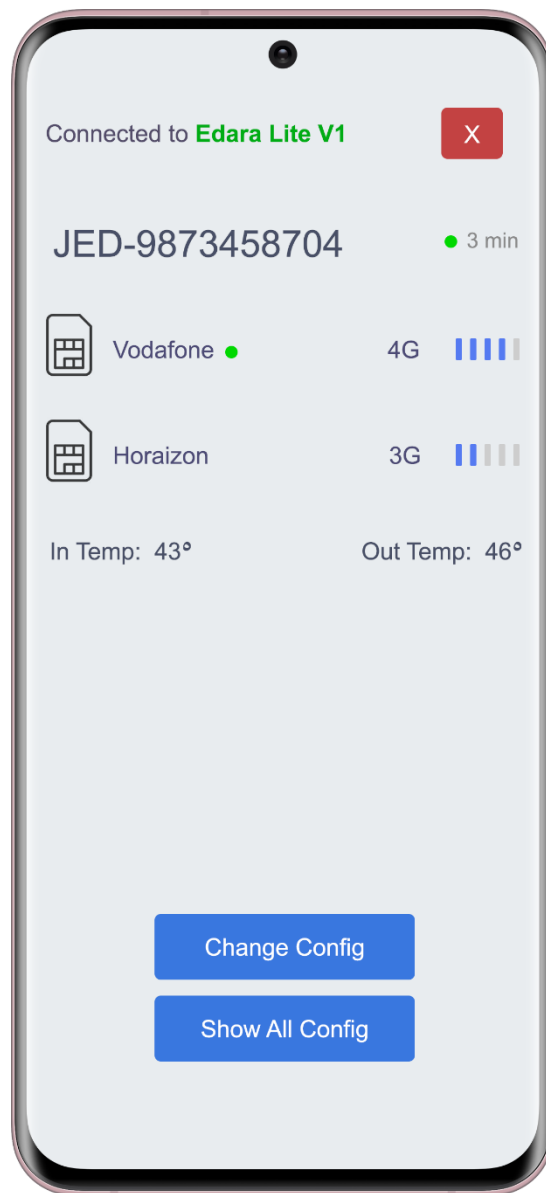 Connected to Edara Lite V1 X
JED-9873458704 3 min
Vodafone 4G
Horaizon 3G
In Temp: 43° Out Temp: 46°
Change Config
Show All Config